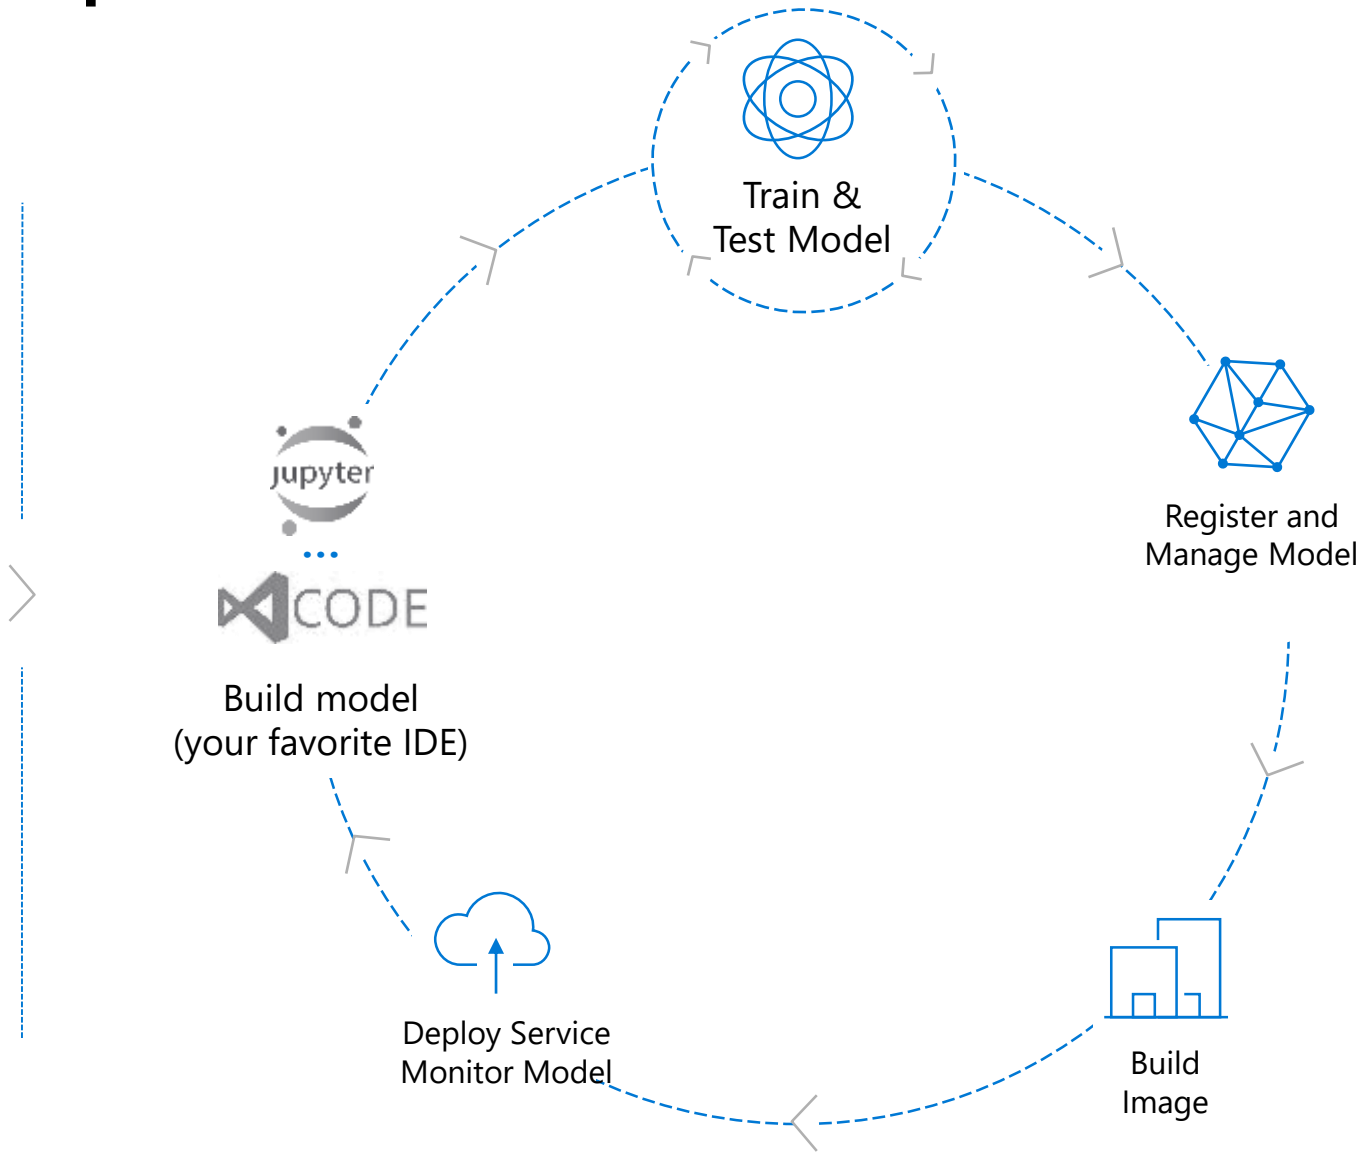 Train &
Test Model
jupyter
CODE
Build model
(your favorite IDE)
Register and
Manage Model
Deploy Service
Monitor Model
Build
Image